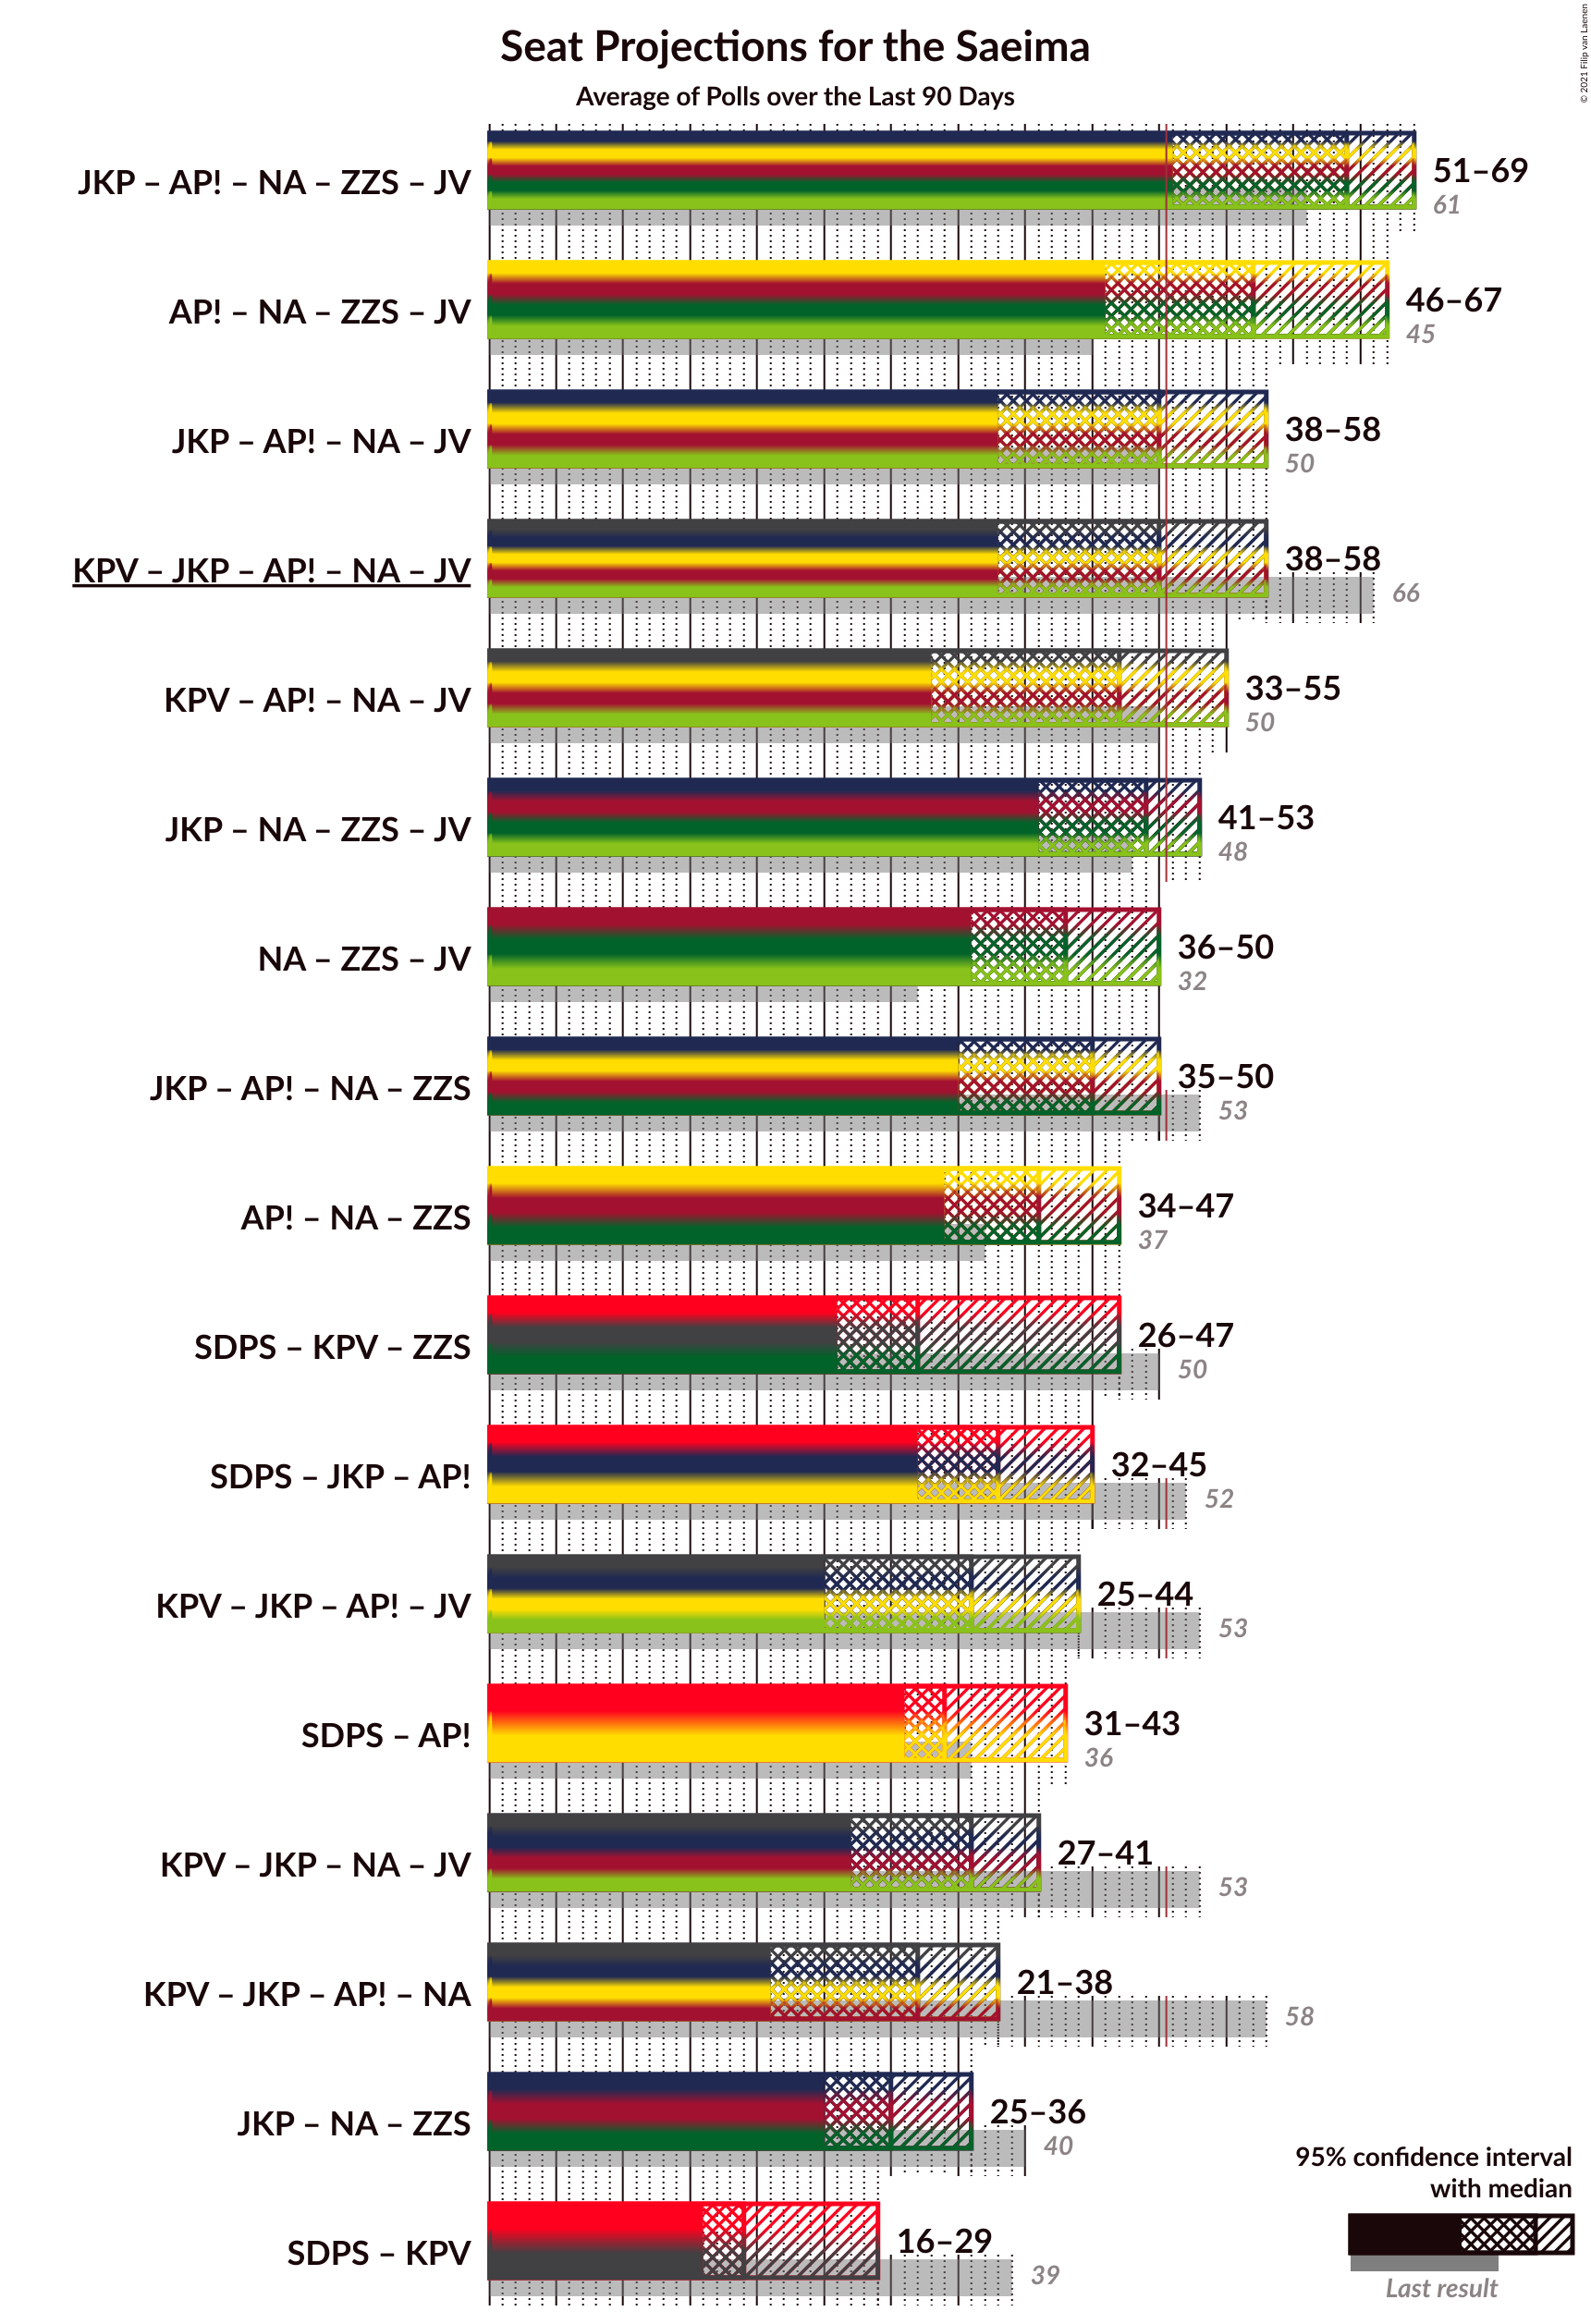 Seat Projections for the Saeima
Average of Polls over the Last 90 Days
© 2021 Filip van Laenen
JKP – AP! – NA – ZZS – JV
51–69
61
AP! – NA – ZZS – JV
46–67
45
JKP – AP! – NA – JV
38–58
50
KPV – JKP – AP! – NA – JV
38–58
66
KPV – AP! – NA – JV
33–55
50
JKP – NA – ZZS – JV
41–53
48
NA – ZZS – JV
36–50
32
JKP – AP! – NA – ZZS
35–50
53
AP! – NA – ZZS
34–47
37
SDPS – KPV – ZZS
26–47
50
SDPS – JKP – AP!
32–45
52
KPV – JKP – AP! – JV
25–44
53
SDPS – AP!
31–43
36
KPV – JKP – NA – JV
27–41
53
KPV – JKP – AP! – NA
21–38
58
JKP – NA – ZZS
25–36
40
SDPS – KPV
16–29
39
95% confidence interval
with median
Last result